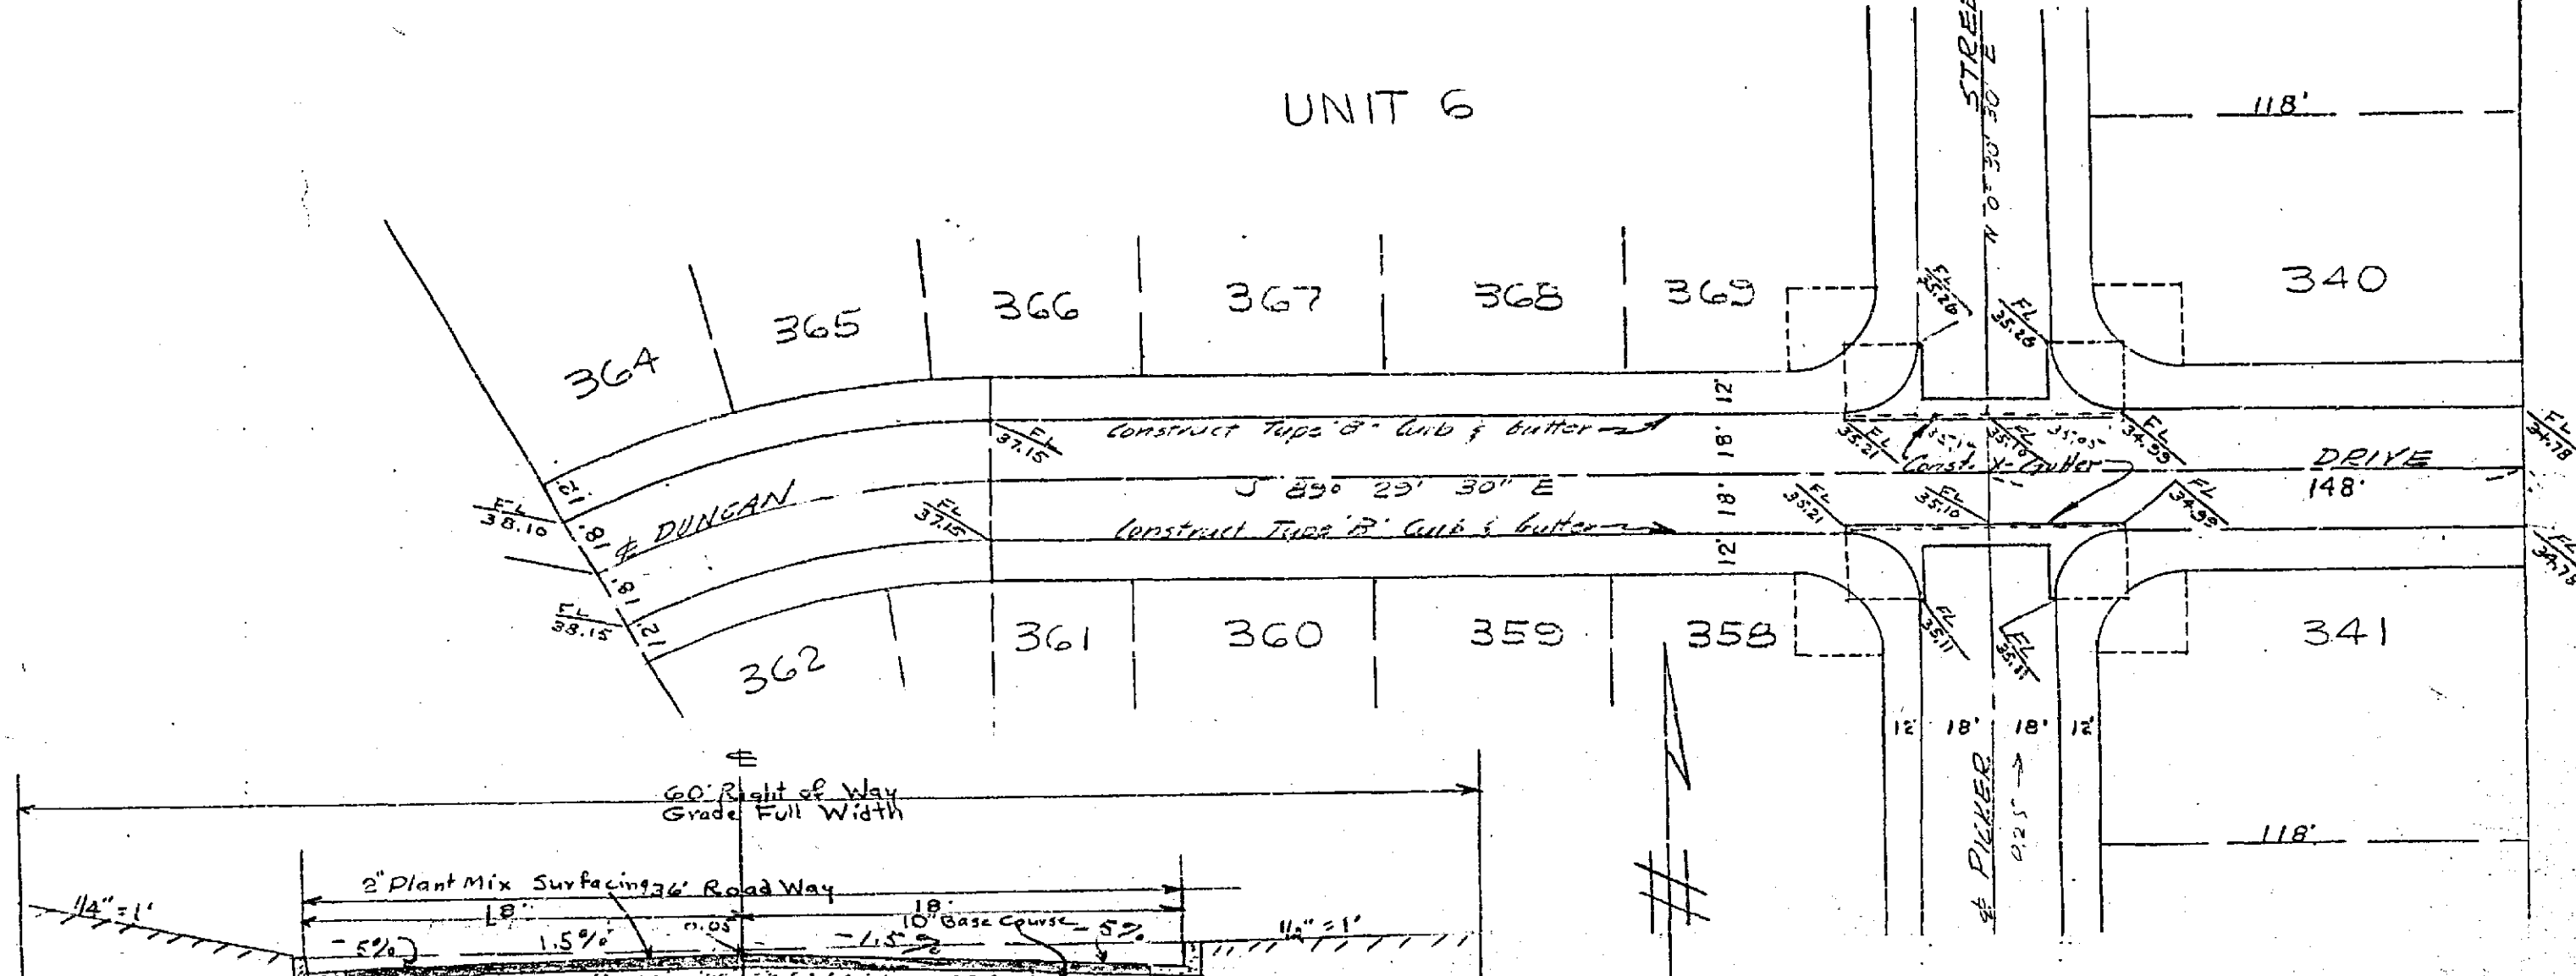 UNIT 6
N 0° 30' 30" E
118'
340
364
365
366
367
368
369
FL
35.26
FL
35.26
12'
18'
18'
12'
FL
37.15
Construct Type 'B' Curb & Gutter
FL
35.21
35.10
FL
35.05
FL
34.99
Const. X-Gutter
DRIVE
148'
FL
34.78
FL
38.10
12'
18'
18'
12'
℄ DUNCAN
FL
37.15
S 89° 29' 30" E
Construct Type 'B' Curb & Gutter
FL
35.21
FL
35.10
FL
34.99
FL
34.78
FL
38.15
362
361
360
359
358
341
FL
35.11
FL
12'
18'
18'
12'
℄ PICKER STREET
0.25 →
118'
℄
60' Right of Way
Grade Full Width
2" Plant Mix Surfacing
36' Road Way
18'
18'
1/4" = 1'
-5%
1.5%
0.05
10" Base Course
-1.5%
-5%
1/4" = 1'